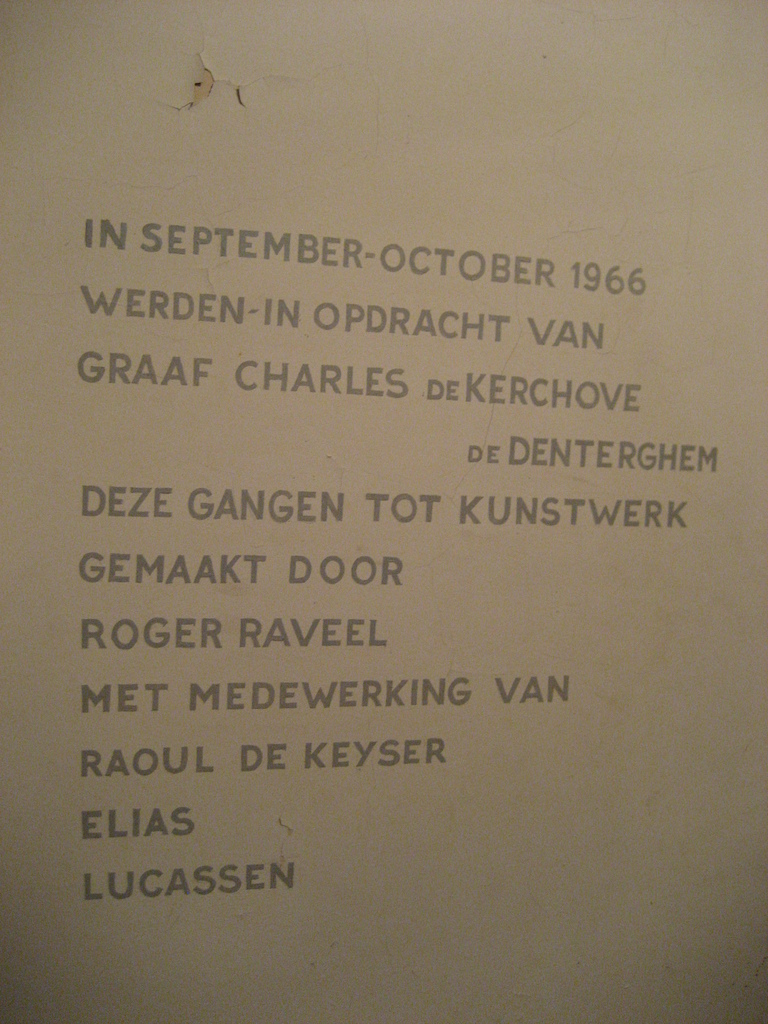 IN SEPTEMBER-OCTOBER 1966
WERDEN-IN OPDRACHT VAN
GRAAF CHARLES DE KERCHOVE
DE DENTERGHEM
DEZE GANGEN TOT KUNSTWERK
GEMAAKT DOOR
ROGER RAVEEL
MET MEDEWERKING VAN
RAOUL DE KEYSER
ELIAS
LUCASSEN